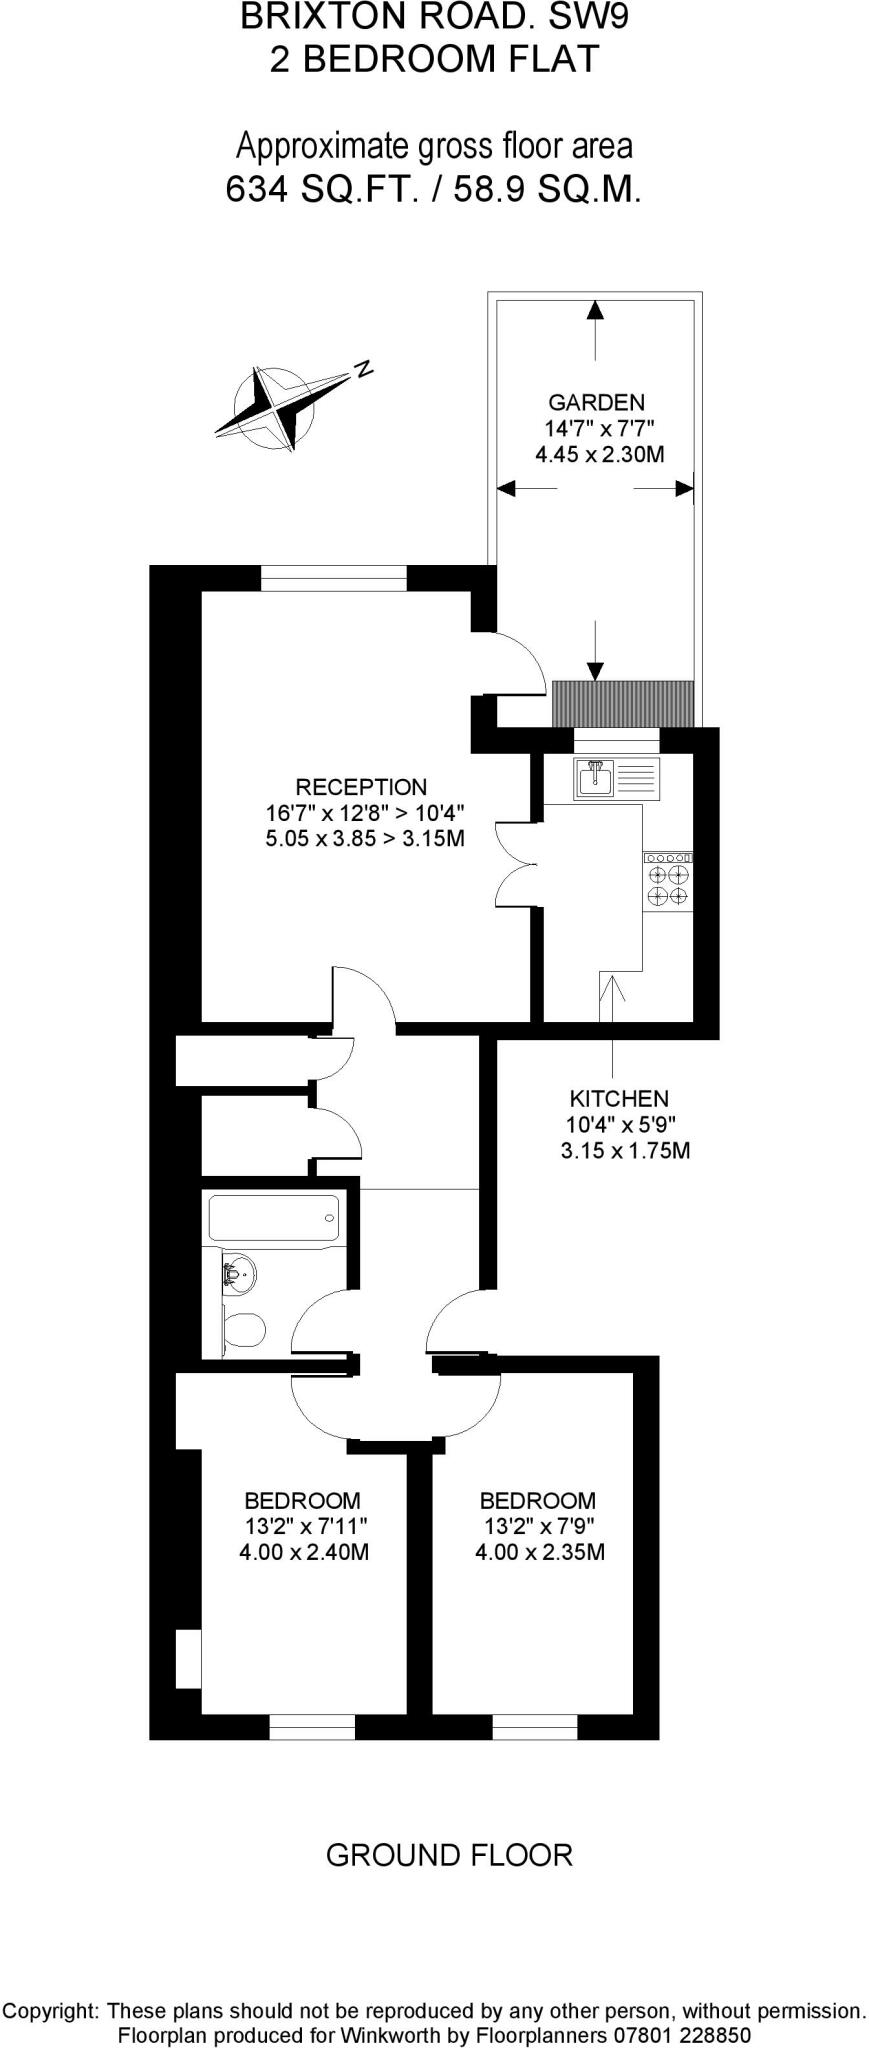 BRIXTON ROAD. SW9
2 BEDROOM FLAT
Approximate gross floor area
634 SQ.FT. / 58.9 SQ.M.
N
GARDEN
14'7" x 7'7"
4.45 x 2.30M
RECEPTION
16'7" x 12'8" > 10'4"
5.05 x 3.85 > 3.15M
KITCHEN
10'4" x 5'9"
3.15 x 1.75M
BEDROOM
13'2" x 7'11"
4.00 x 2.40M
BEDROOM
13'2" x 7'9"
4.00 x 2.35M
GROUND FLOOR
Copyright: These plans should not be reproduced by any other person, without permission.
Floorplan produced for Winkworth by Floorplanners 07801 228850